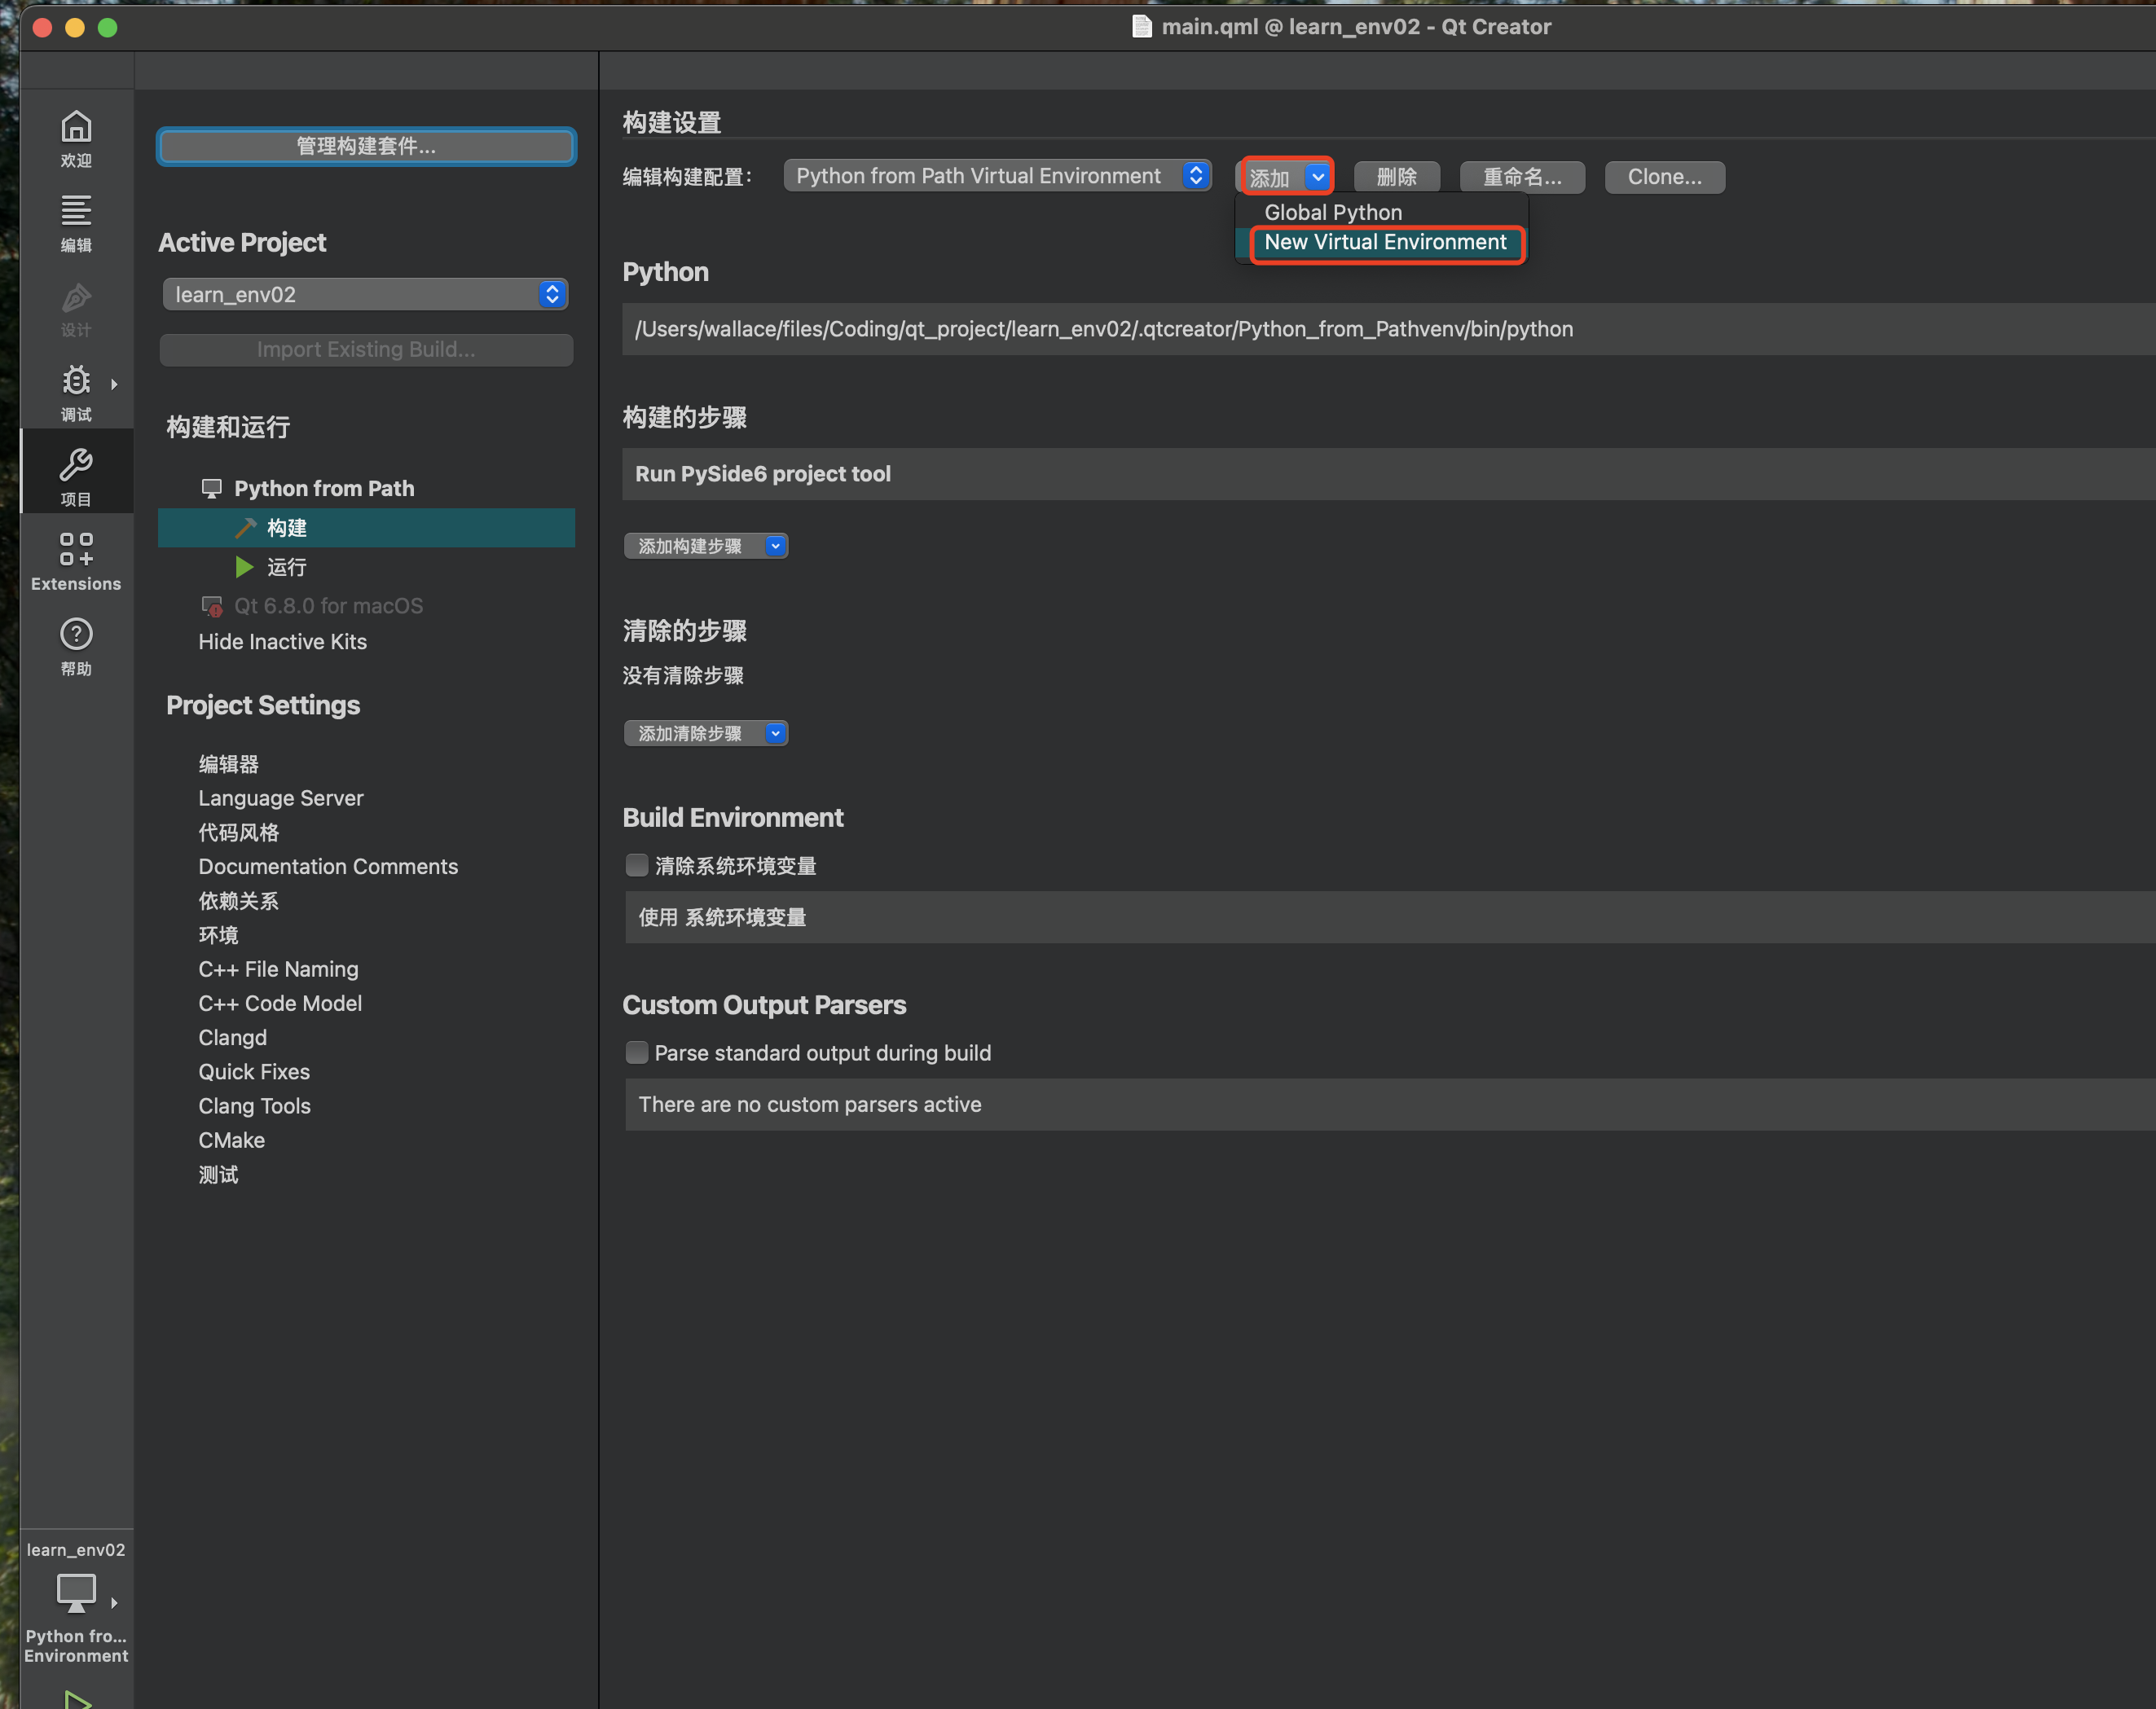 main.qml @ learn_env02 - Qt Creator
欢迎
编辑
设计
调试
项目
Extensions
帮助
learn_env02
Python fro...
Environment
管理构建套件...
Active Project
learn_env02
Import Existing Build...
构建和运行
Python from Path
构建
运行
Qt 6.8.0 for macOS
Hide Inactive Kits
Project Settings
编辑器
Language Server
代码风格
Documentation Comments
依赖关系
环境
C++ File Naming
C++ Code Model
Clangd
Quick Fixes
Clang Tools
CMake
测试
构建设置
编辑构建配置: Python from Path Virtual Environment 添加 删除 重命名... Clone...
Global Python
New Virtual Environment
Python
/Users/wallace/files/Coding/qt_project/learn_env02/.qtcreator/Python_from_Pathvenv/bin/python
构建的步骤
Run PySide6 project tool
添加构建步骤
清除的步骤
没有清除步骤
添加清除步骤
Build Environment
清除系统环境变量
使用 系统环境变量
Custom Output Parsers
Parse standard output during build
There are no custom parsers active